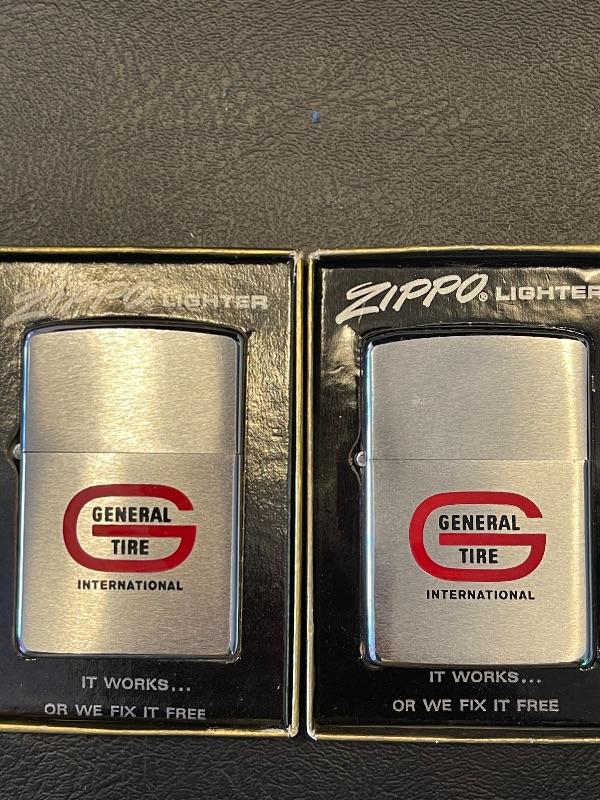 ZIPPO LIGHTER
GENERAL
TIRE
INTERNATIONAL
IT WORKS...
OR WE FIX IT FREE
ZIPPO® LIGHTER
GENERAL
TIRE
INTERNATIONAL
IT WORKS...
OR WE FIX IT FREE